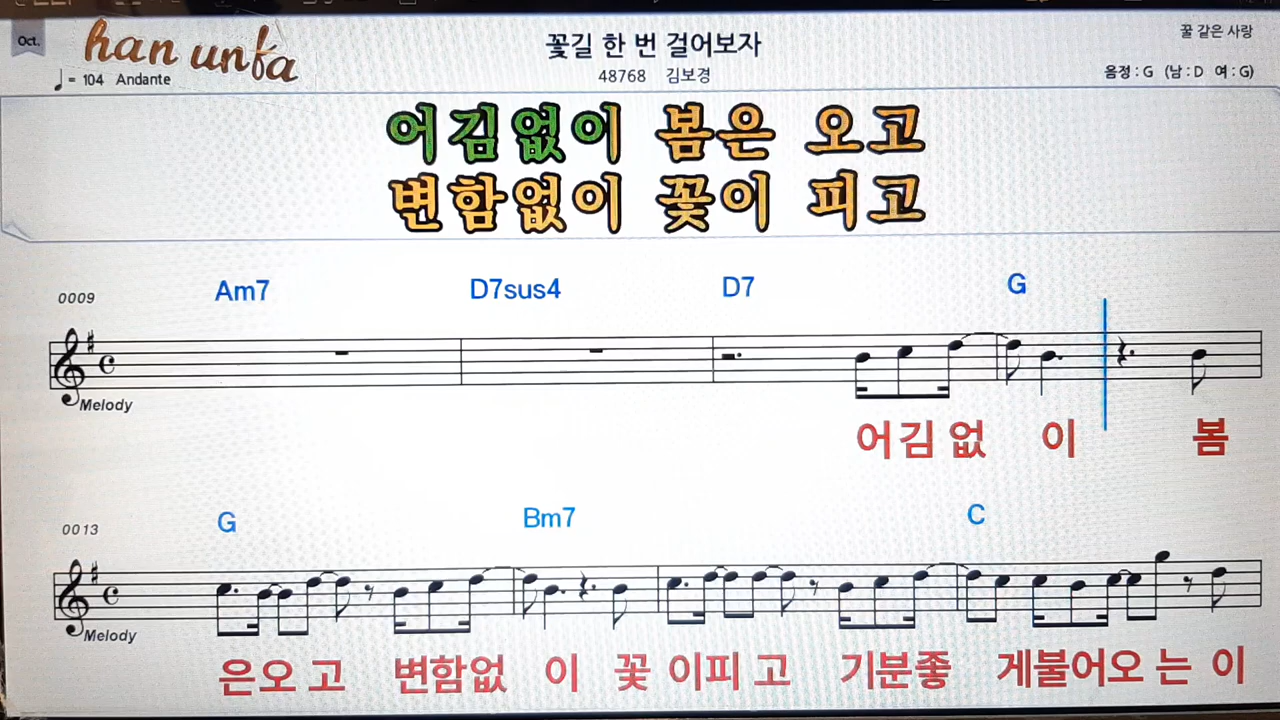 Oct.
han unfa
♩ = 104 Andante
꽃길 한 번 걸어보자
48768 김보경
꿀 같은 사랑
음정 : G (남 : D 여 : G)
어김없이 봄은 오고
변함없이 꽃이 피고
0009 Am7 D7sus4 D7 G
Melody
어김 없 이 봄
0013 G Bm7 C
Melody
은오 고 변함없 이 꽃 이피 고 기분좋 게불어오 는 이